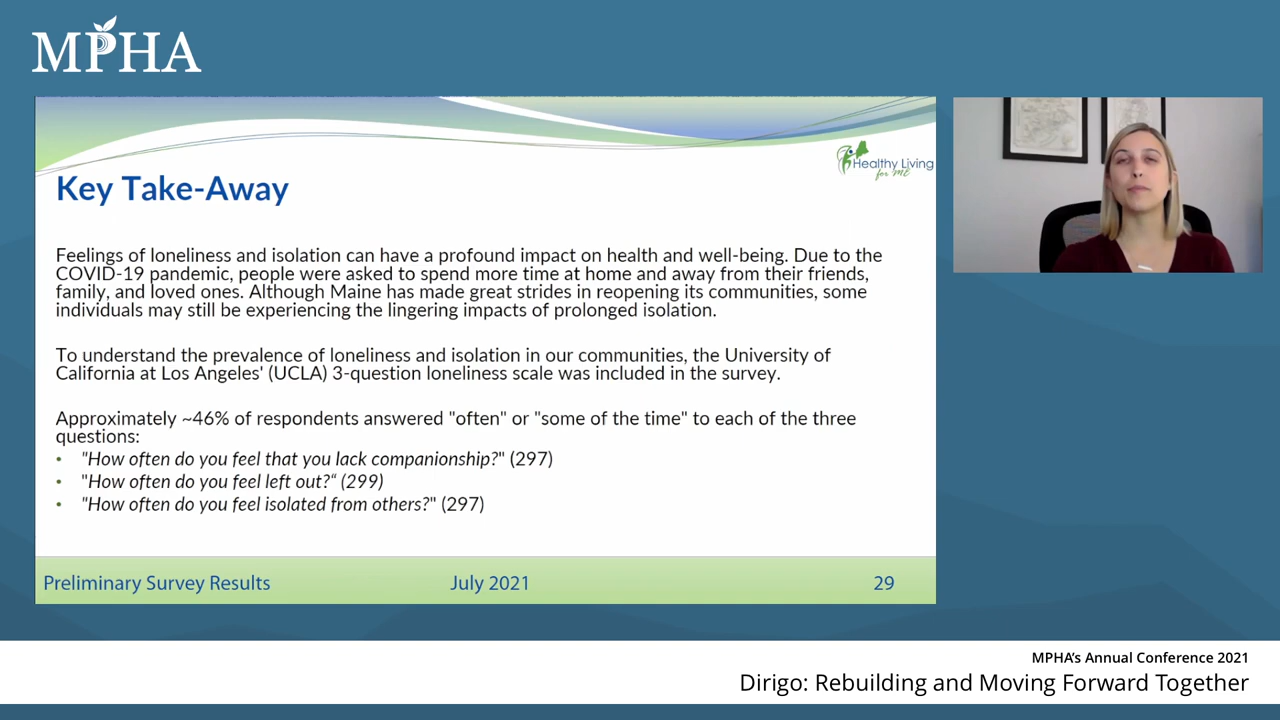 MPHA
Healthy Living
for ME
Key Take-Away
Feelings of loneliness and isolation can have a profound impact on health and well-being. Due to the
COVID-19 pandemic, people were asked to spend more time at home and away from their friends,
family, and loved ones. Although Maine has made great strides in reopening its communities, some
individuals may still be experiencing the lingering impacts of prolonged isolation.
To understand the prevalence of loneliness and isolation in our communities, the University of
California at Los Angeles' (UCLA) 3-question loneliness scale was included in the survey.
Approximately ~46% of respondents answered "often" or "some of the time" to each of the three
questions:
• "How often do you feel that you lack companionship?" (297)
• "How often do you feel left out?“ (299)
• "How often do you feel isolated from others?" (297)
Preliminary Survey Results July 2021 29
MPHA’s Annual Conference 2021
Dirigo: Rebuilding and Moving Forward Together